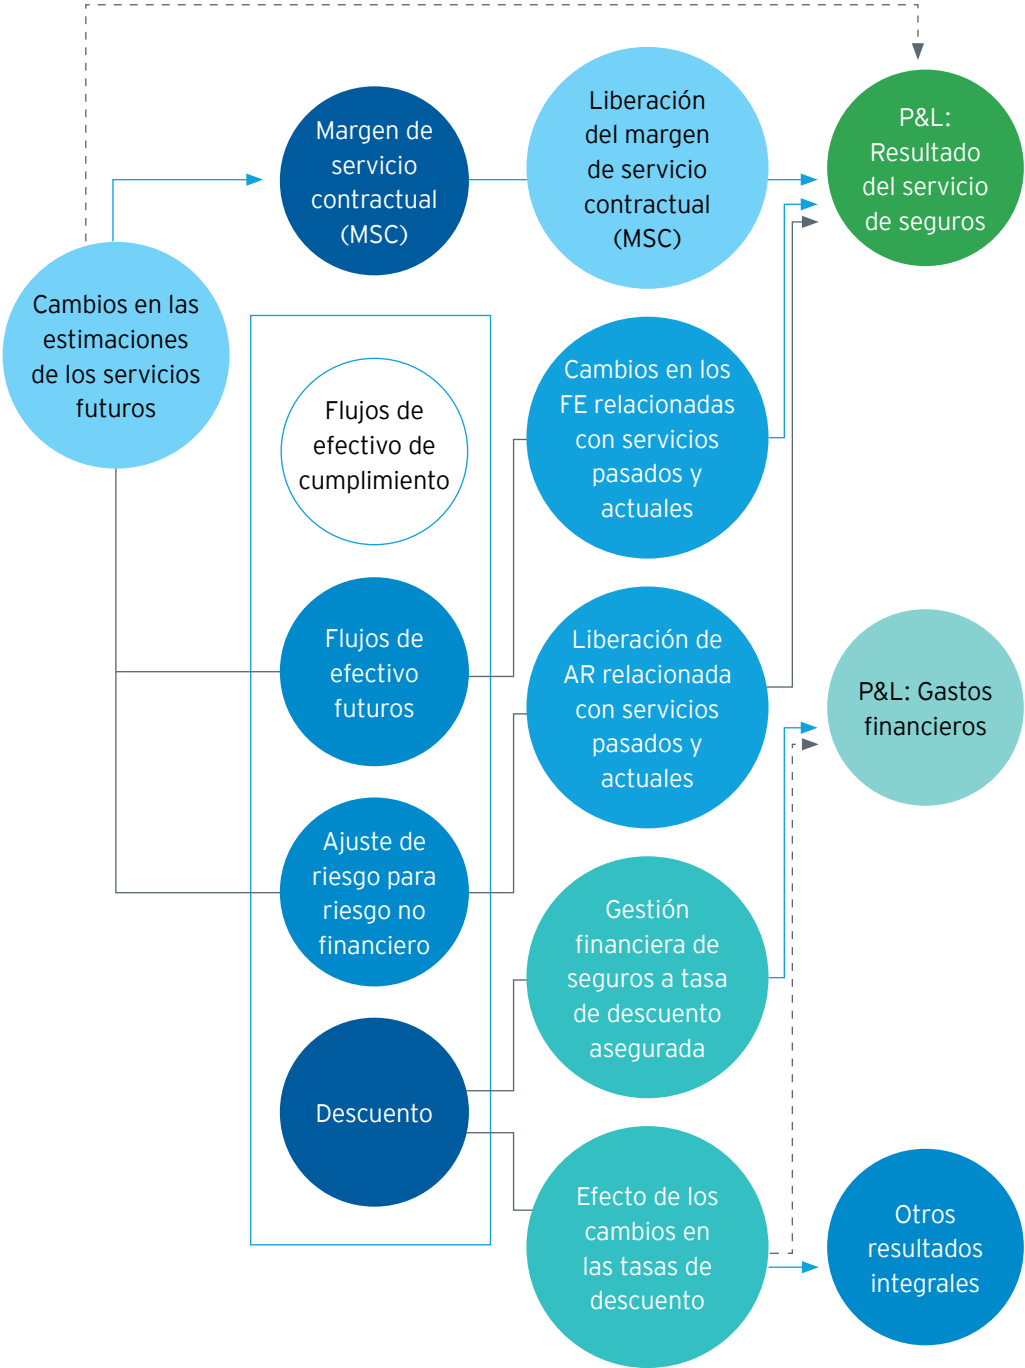 Cambios en las
estimaciones
de los servicios
futuros
Margen de
servicio
contractual
(MSC)
Liberación
del margen
de servicio
contractual
(MSC)
P&L:
Resultado
del servicio
de seguros
Flujos de
efectivo de
cumplimiento
Cambios en los
FE relacionadas
con servicios
pasados y
actuales
Flujos de
efectivo
futuros
Liberación de
AR relacionada
con servicios
pasados y
actuales
P&L: Gastos
financieros
Ajuste de
riesgo para
riesgo no
financiero
Gestión
financiera de
seguros a tasa
de descuento
asegurada
Descuento
Efecto de los
cambios en
las tasas de
descuento
Otros
resultados
integrales